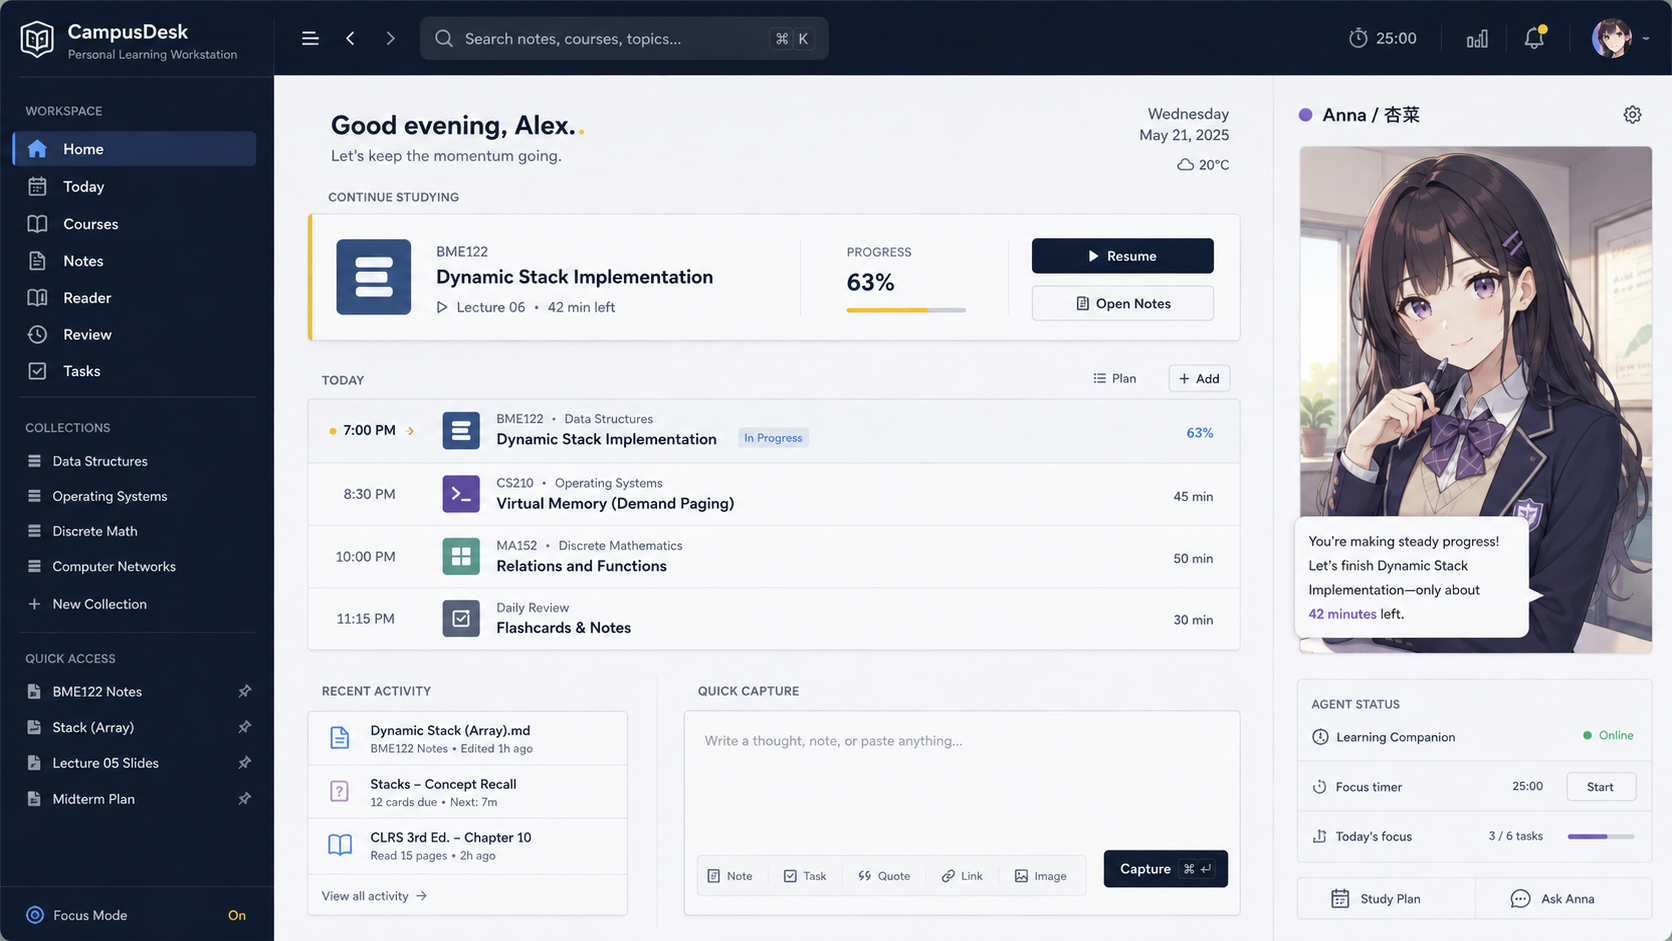 CampusDesk
Personal Learning Workstation
Search notes, courses, topics...
⌘ K
25:00
WORKSPACE
Home
Today
Courses
Notes
Reader
Review
Tasks
COLLECTIONS
Data Structures
Operating Systems
Discrete Math
Computer Networks
New Collection
QUICK ACCESS
BME122 Notes
Stack (Array)
Lecture 05 Slides
Midterm Plan
Focus Mode
On
Good evening, Alex..
Let's keep the momentum going.
Wednesday
May 21, 2025
20°C
CONTINUE STUDYING
BME122
Dynamic Stack Implementation
Lecture 06 • 42 min left
PROGRESS
63%
Resume
Open Notes
TODAY
Plan
+ Add
7:00 PM →
BME122 • Data Structures
Dynamic Stack Implementation
In Progress
63%
8:30 PM
CS210 • Operating Systems
Virtual Memory (Demand Paging)
45 min
10:00 PM
MA152 • Discrete Mathematics
Relations and Functions
50 min
11:15 PM
Daily Review
Flashcards & Notes
30 min
RECENT ACTIVITY
Dynamic Stack (Array).md
BME122 Notes • Edited 1h ago
Stacks – Concept Recall
12 cards due • Next: 7m
CLRS 3rd Ed. – Chapter 10
Read 15 pages • 2h ago
View all activity →
QUICK CAPTURE
Write a thought, note, or paste anything...
Note
Task
Quote
Link
Image
Capture ⌘ ↵
Anna / 杏菜
You're making steady progress!
Let's finish Dynamic Stack
Implementation—only about
42 minutes left.
AGENT STATUS
Learning Companion
Online
Focus timer
25:00
Start
Today's focus
3 / 6 tasks
Study Plan
Ask Anna